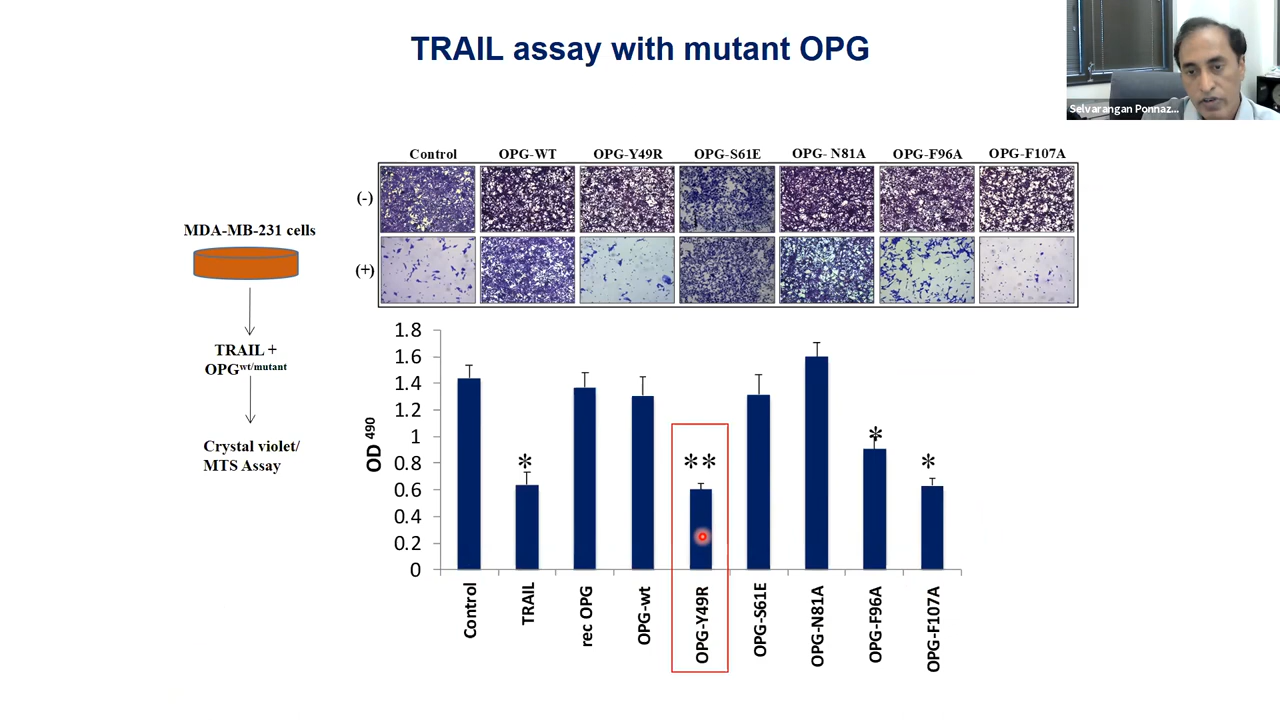 TRAIL assay with mutant OPG
Selvarangan Ponnaz...
Control OPG-WT OPG-Y49R OPG-S61E OPG- N81A OPG-F96A OPG-F107A
(-)
(+)
MDA-MB-231 cells
TRAIL +
OPGwt/mutant
Crystal violet/
MTS Assay
OD 490
1.8
1.6
1.4
1.2
1
0.8
0.6
0.4
0.2
0
* ** * *
Control TRAIL rec OPG OPG-wt OPG-Y49R OPG-S61E OPG-N81A OPG-F96A OPG-F107A